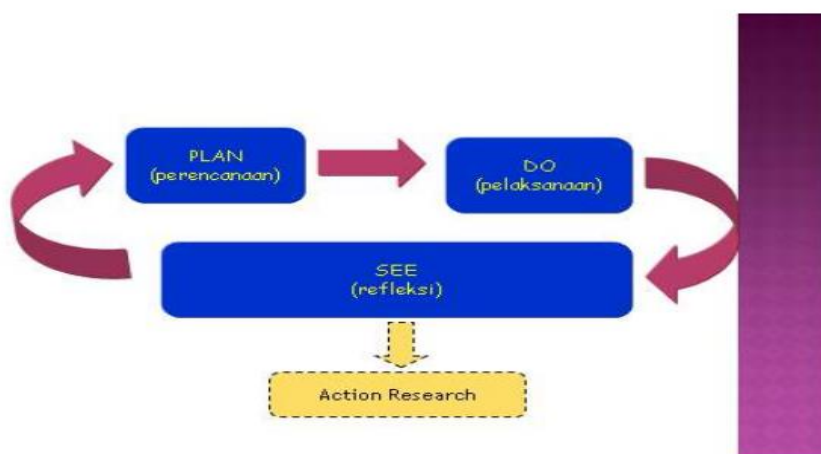 PLAN
(perencanaan)
DO
(pelaksanaan)
SEE
(refleksi)
Action Research